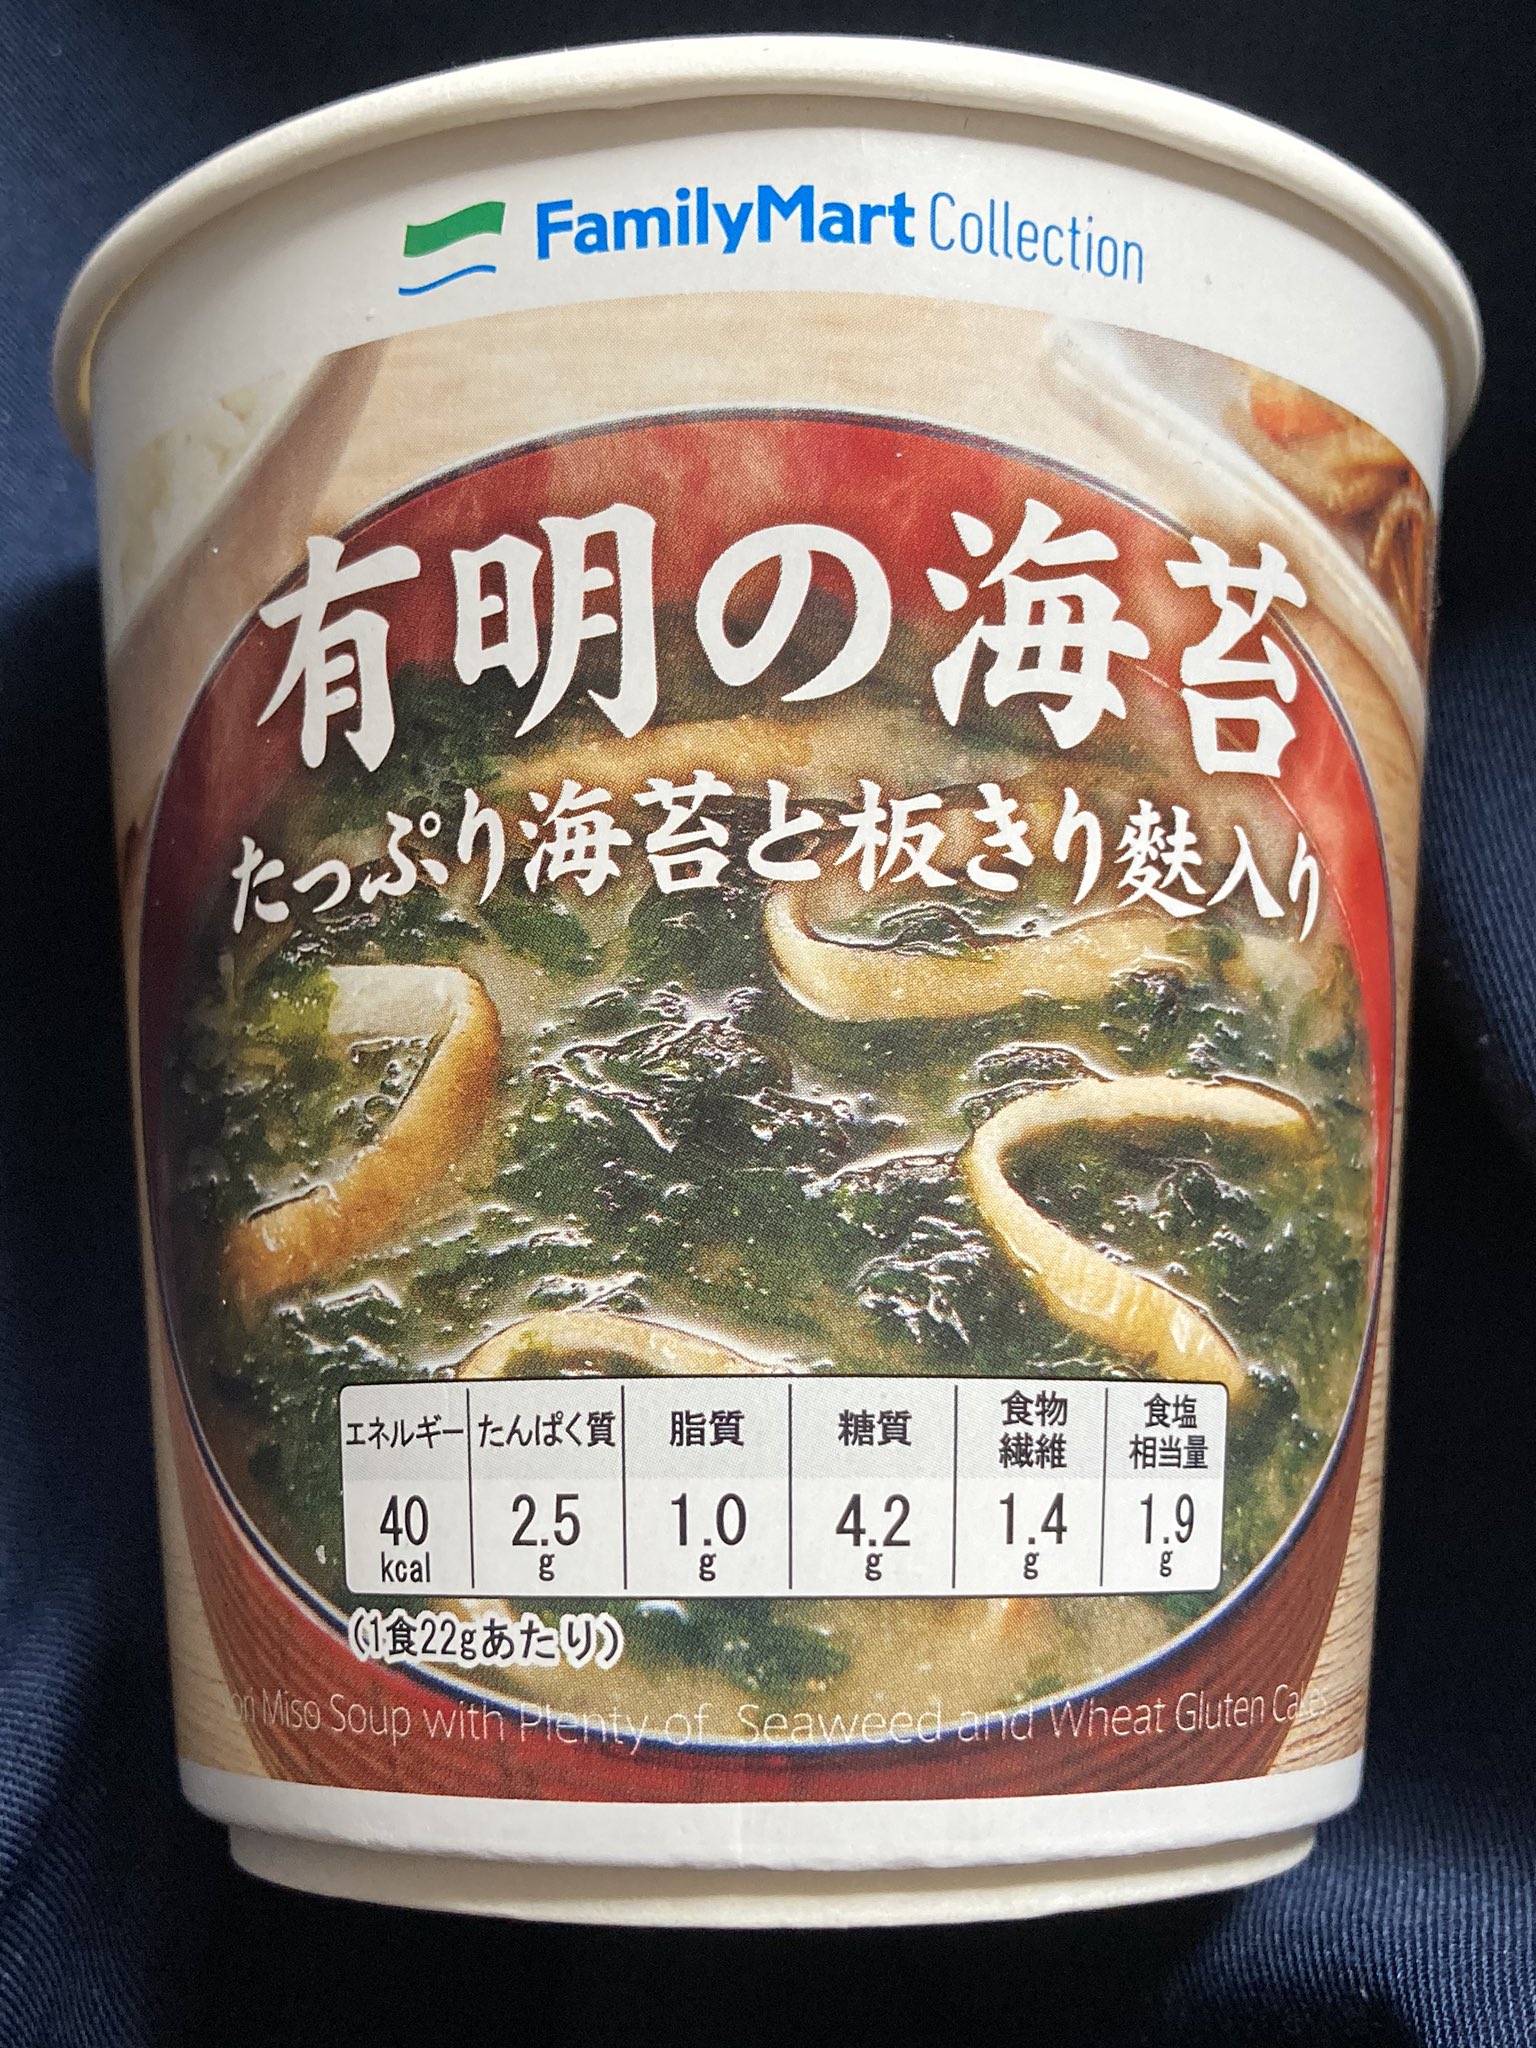 FamilyMart Collection
有明の海苔
たっぷり海苔と板きり麩入り
エネルギー たんぱく質 脂質 糖質 食物繊維 食塩相当量
40kcal 2.5g 1.0g 4.2g 1.4g 1.9g
(1食22gあたり)
Miso Soup with Plenty of Seaweed and Wheat Gluten